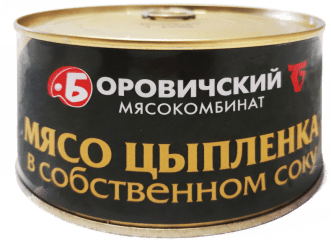 БОРОВИЧСКИЙ
МЯСОКОМБИНАТ
МЯСО ЦЫПЛЕНКА
В СОБСТВЕННОМ СОКУ